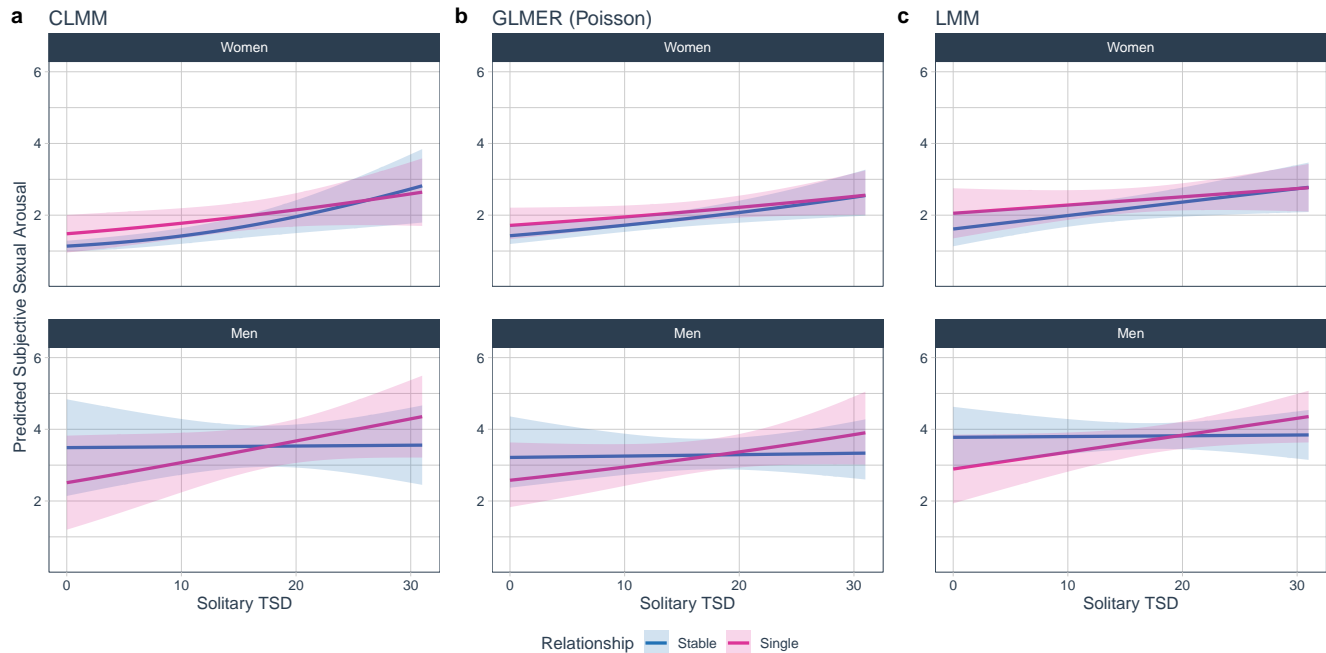 a CLMM
b GLMER (Poisson)
c LMM
Women
Women
Women
6
4
2
6
4
2
6
4
2
Predicted Subjective Sexual Arousal
Men
Men
Men
6
4
2
6
4
2
6
4
2
0 10 20 30
0 10 20 30
0 10 20 30
Solitary TSD
Solitary TSD
Solitary TSD
Relationship Stable Single